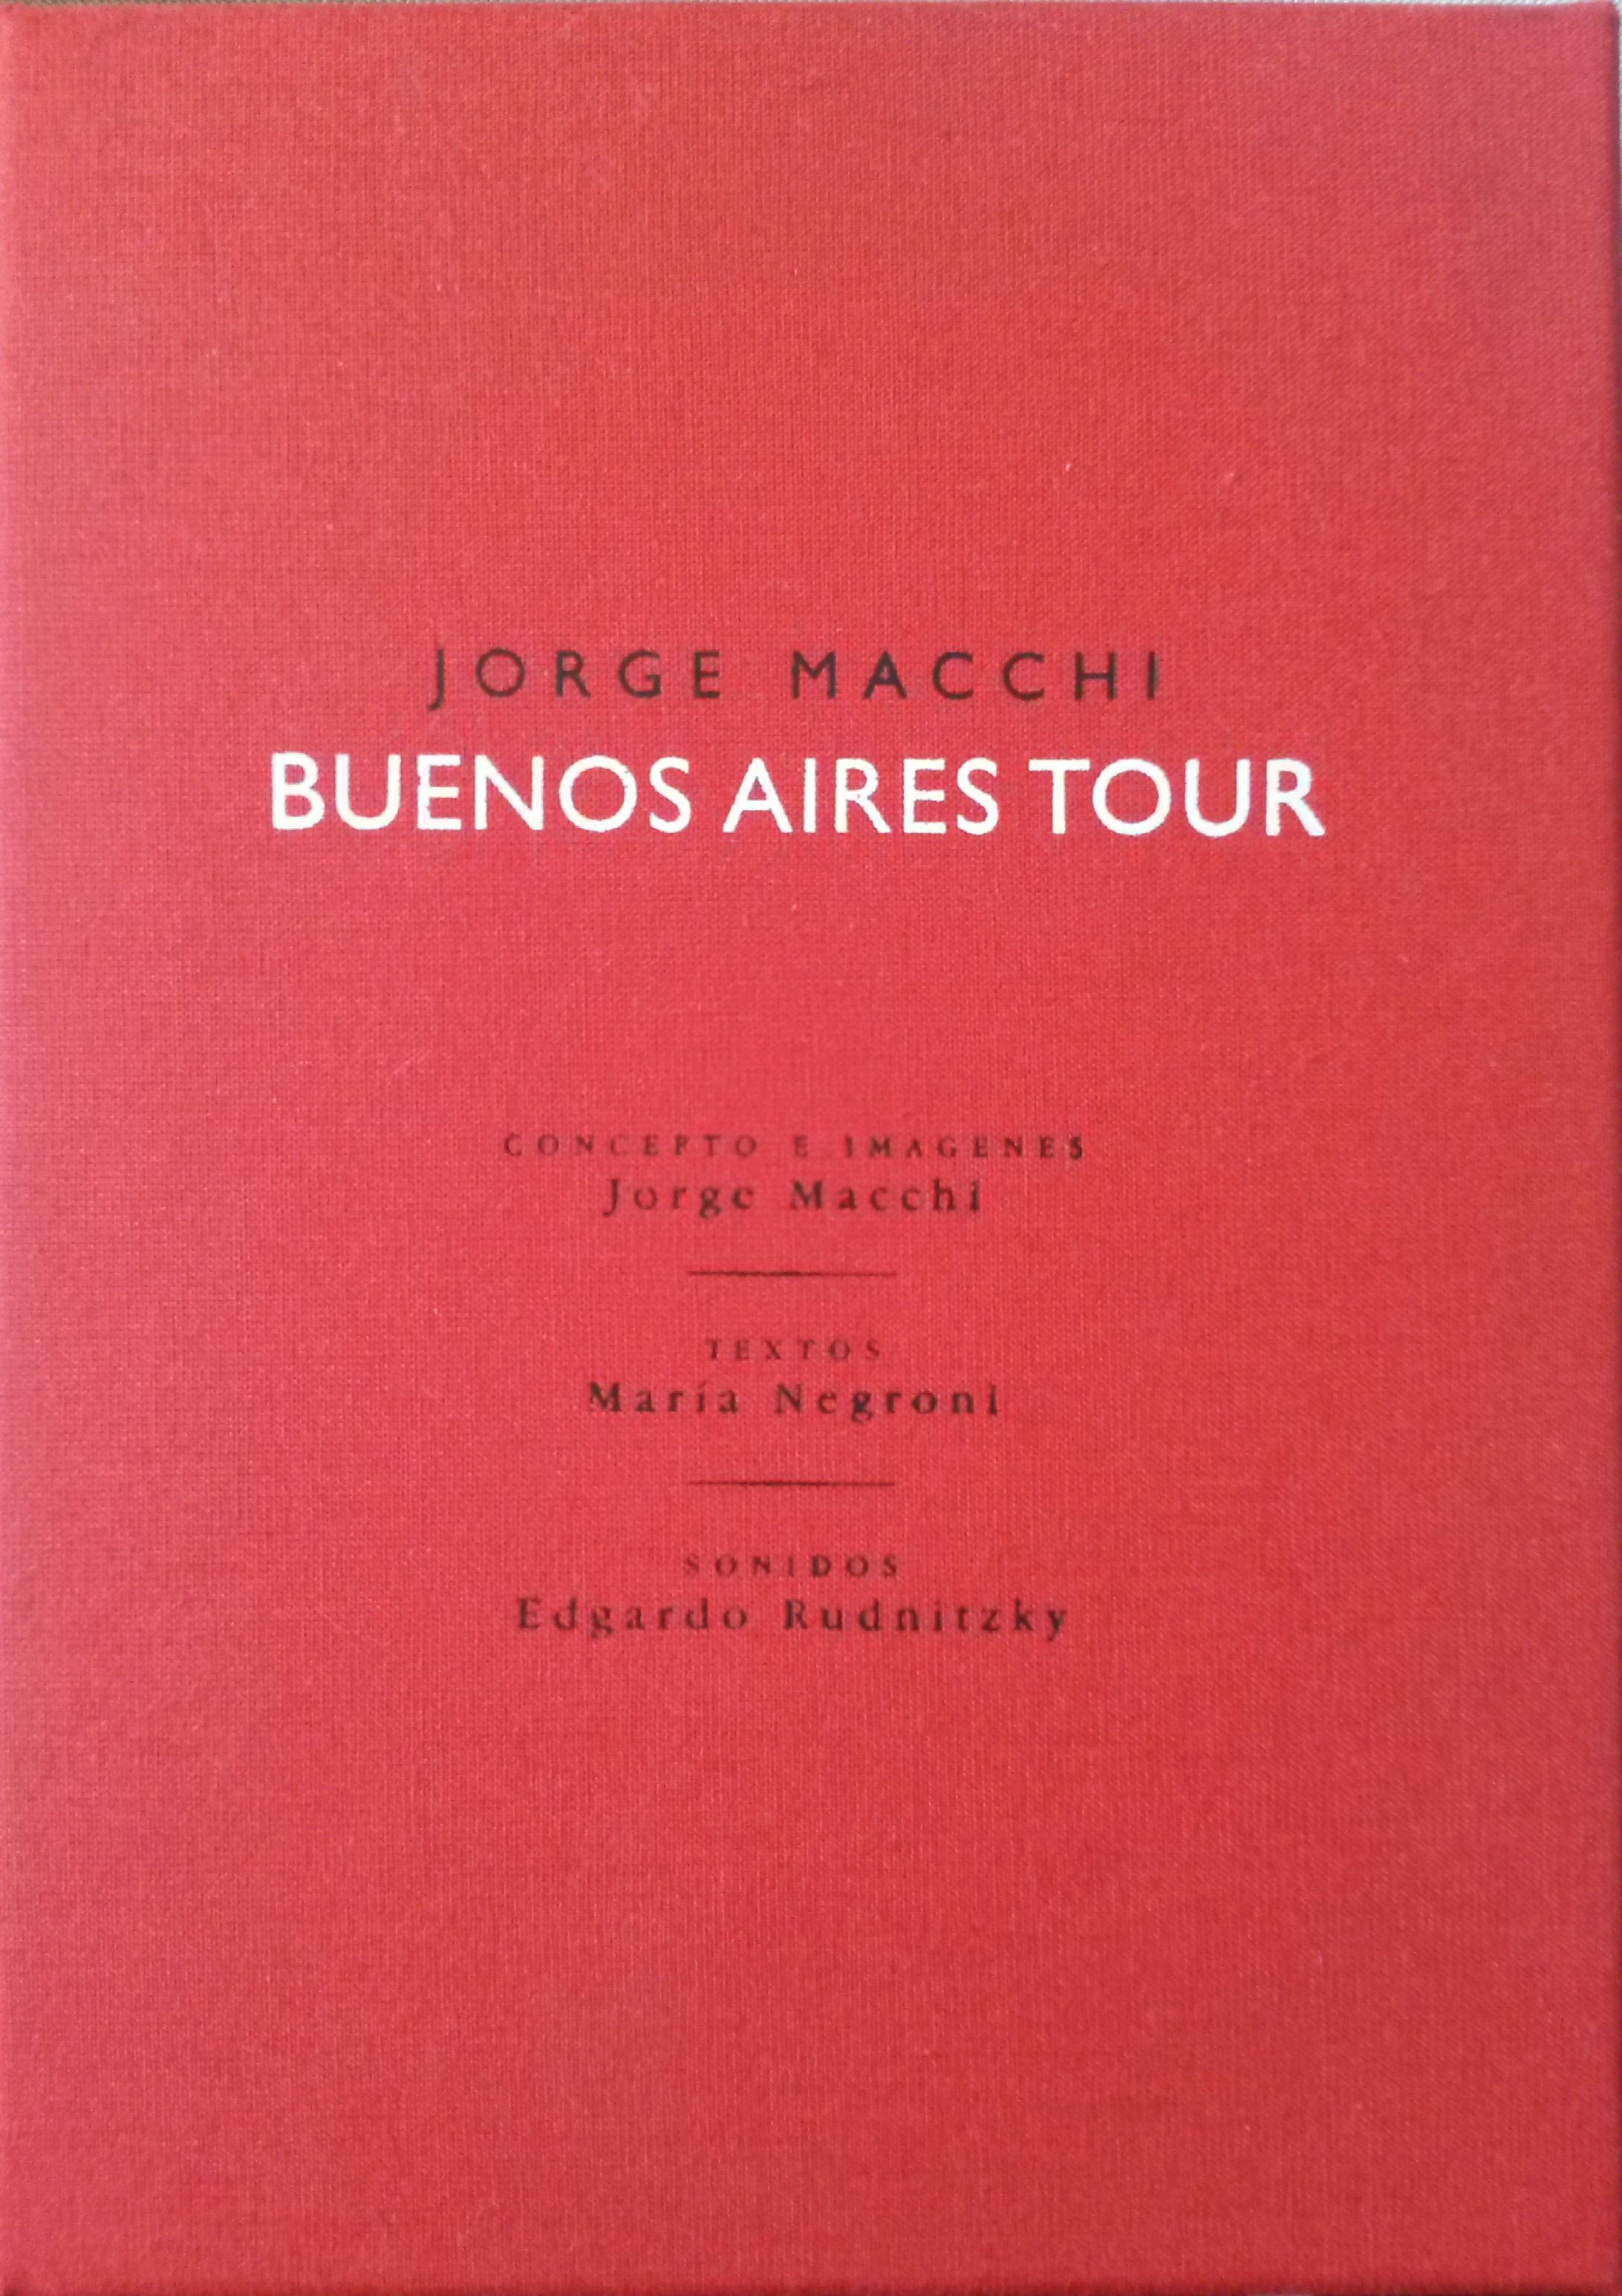 JORGE MACCHI
BUENOS AIRES TOUR
CONCEPTO E IMAGENES
Jorge Macchi
TEXTOS
María Negroni
SONIDOS
Edgardo Rudnitzky